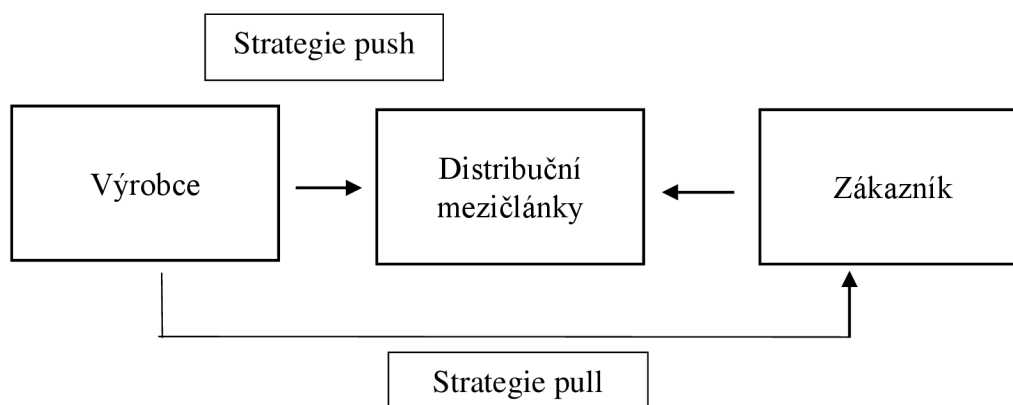 Strategie push
Výrobce
Distribuční
mezičlánky
Zákazník
Strategie pull